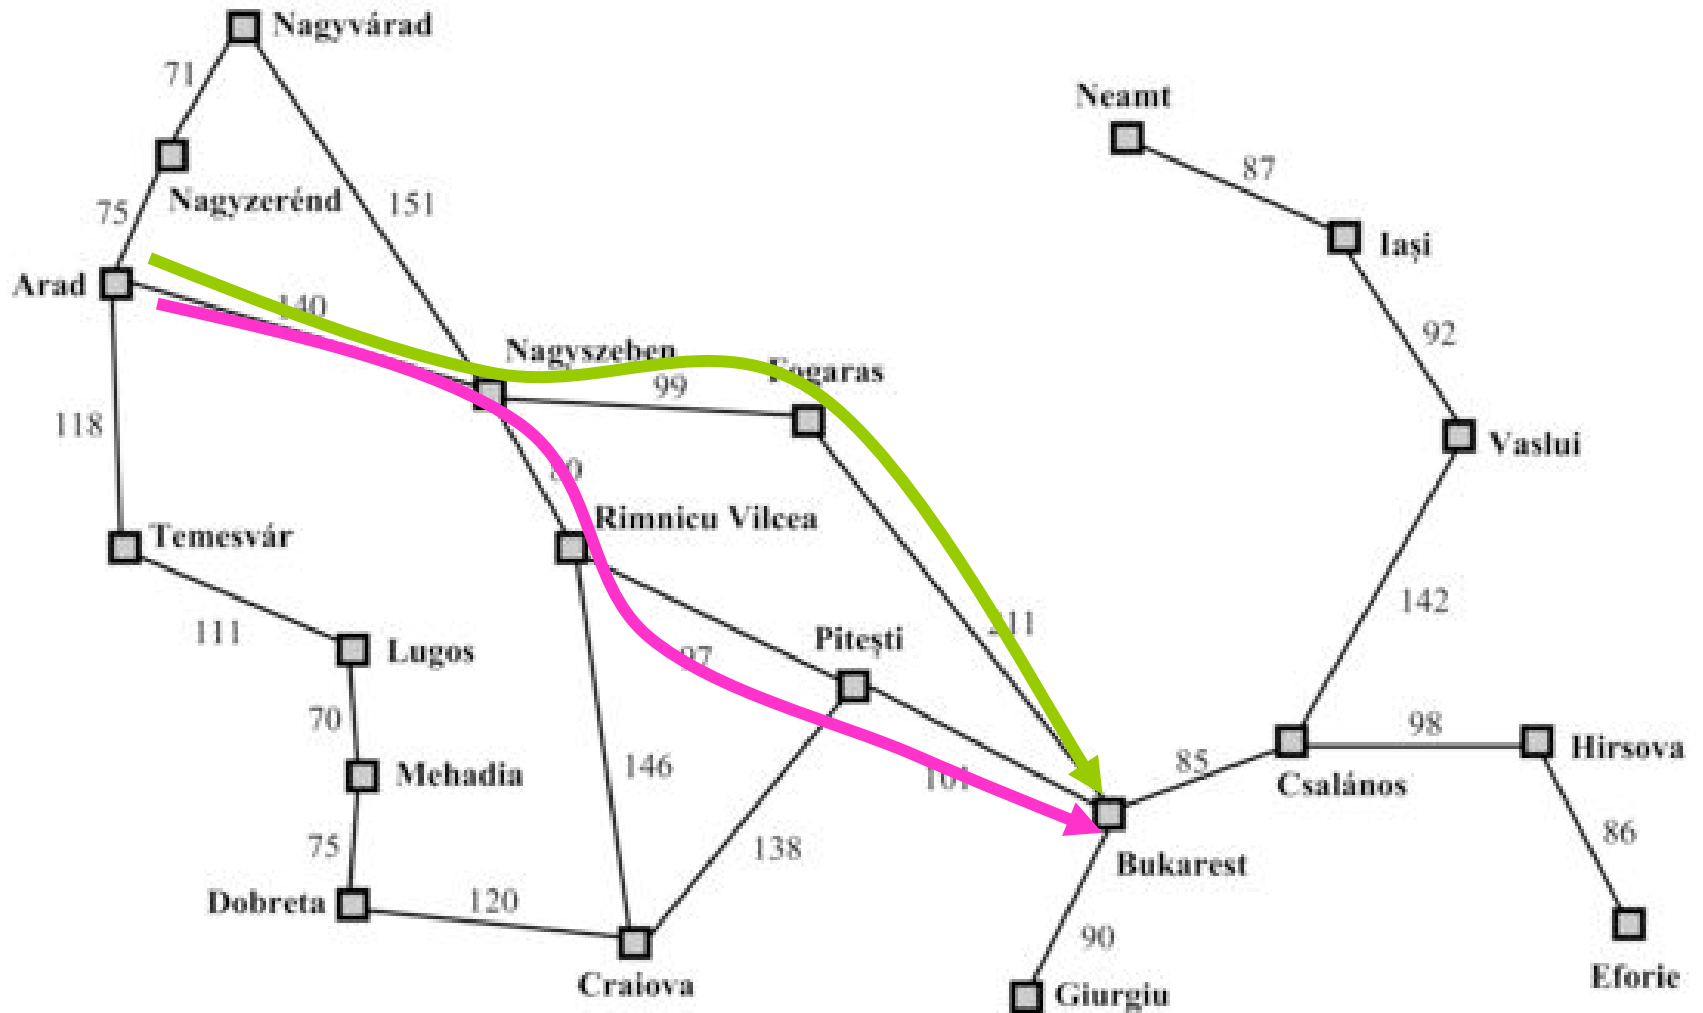 Nagyvárad
71
Neamt
87
Nagyzerénd
75
151
Iași
Arad
140
92
Nagyszeben
Fogaras
99
118
Vaslui
80
Rimnicu Vilcea
Temesvár
142
111
211
Pitești
Lugos
97
70
98
Hirsova
146
85
Mehadia
101
Csalános
86
75
138
Bukarest
Dobreta
120
90
Eforie
Craiova
Giurgiu